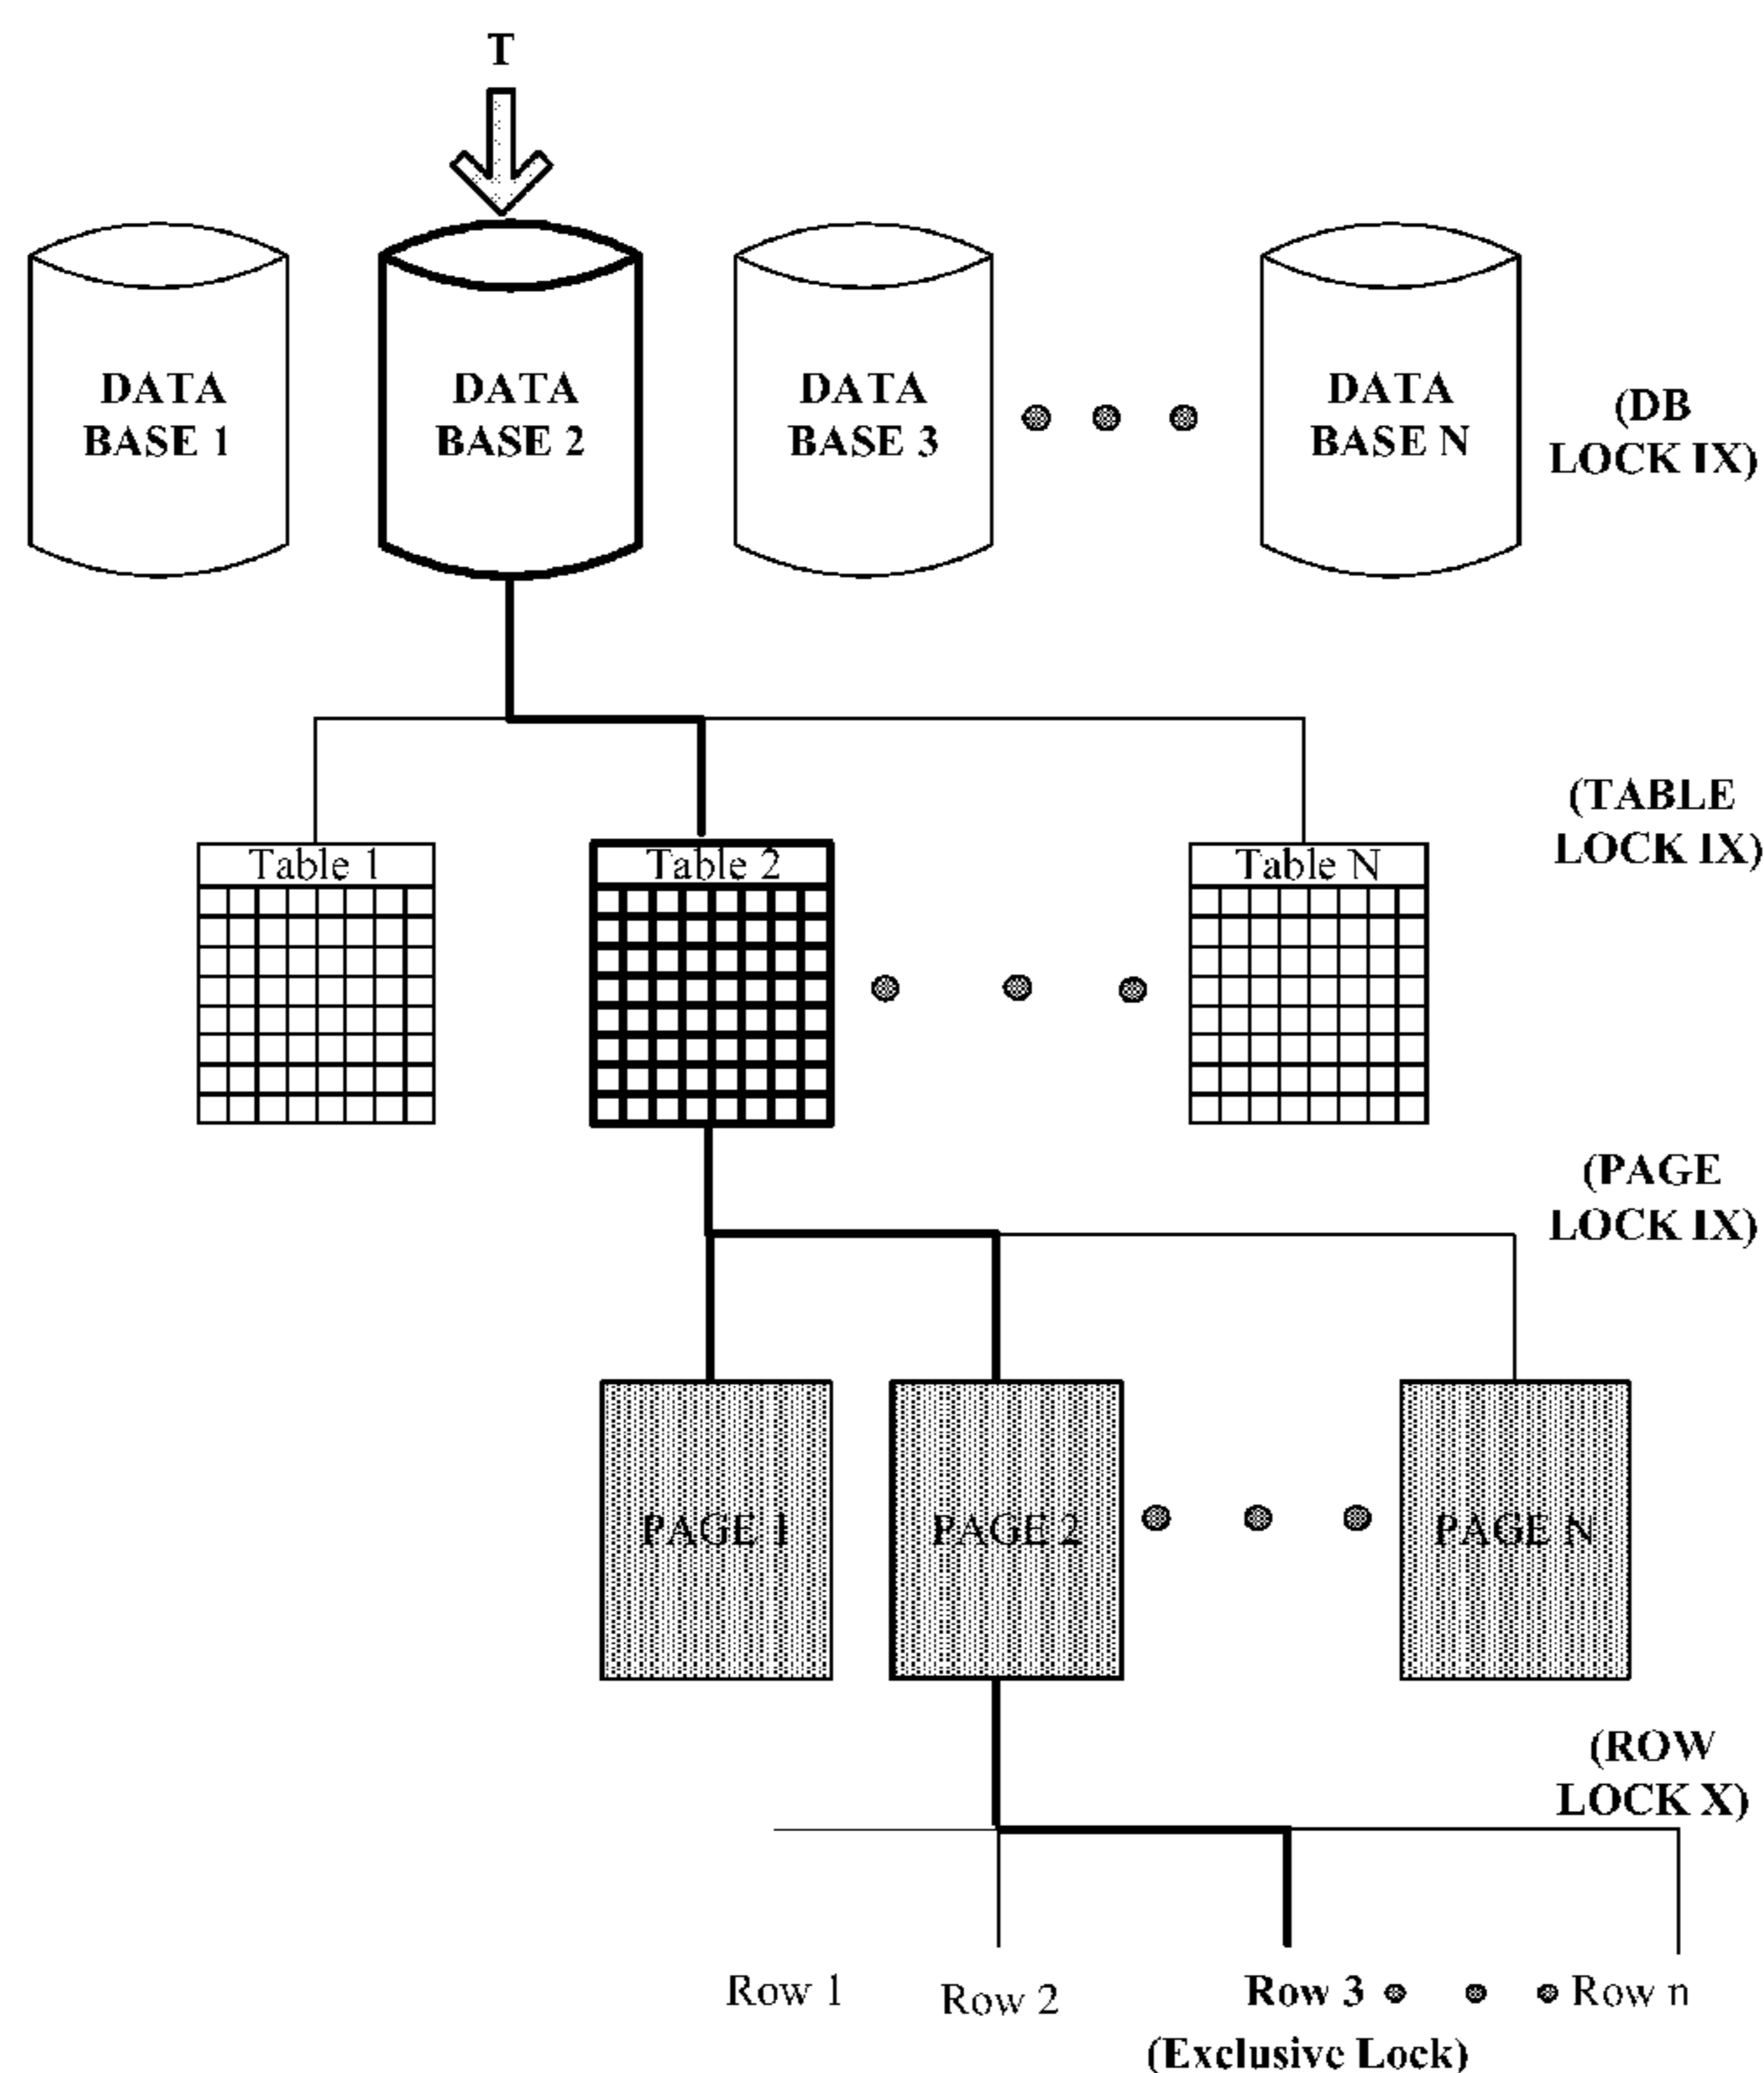 T
DATA
BASE 1
DATA
BASE 2
DATA
BASE 3
DATA
BASE N
(DB
LOCK IX)
(TABLE
LOCK IX)
Table 1
Table 2
Table N
(PAGE
LOCK IX)
PAGE 1
PAGE 2
PAGE N
(ROW
LOCK X)
Row 1
Row 2
Row 3
Row n
(Exclusive Lock)